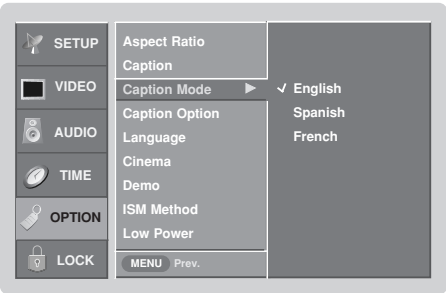 SETUP
VIDEO
AUDIO
TIME
OPTION
LOCK
Aspect Ratio
Caption
Caption Mode
Caption Option
Language
Cinema
Demo
ISM Method
Low Power
MENU Prev.
English
Spanish
French